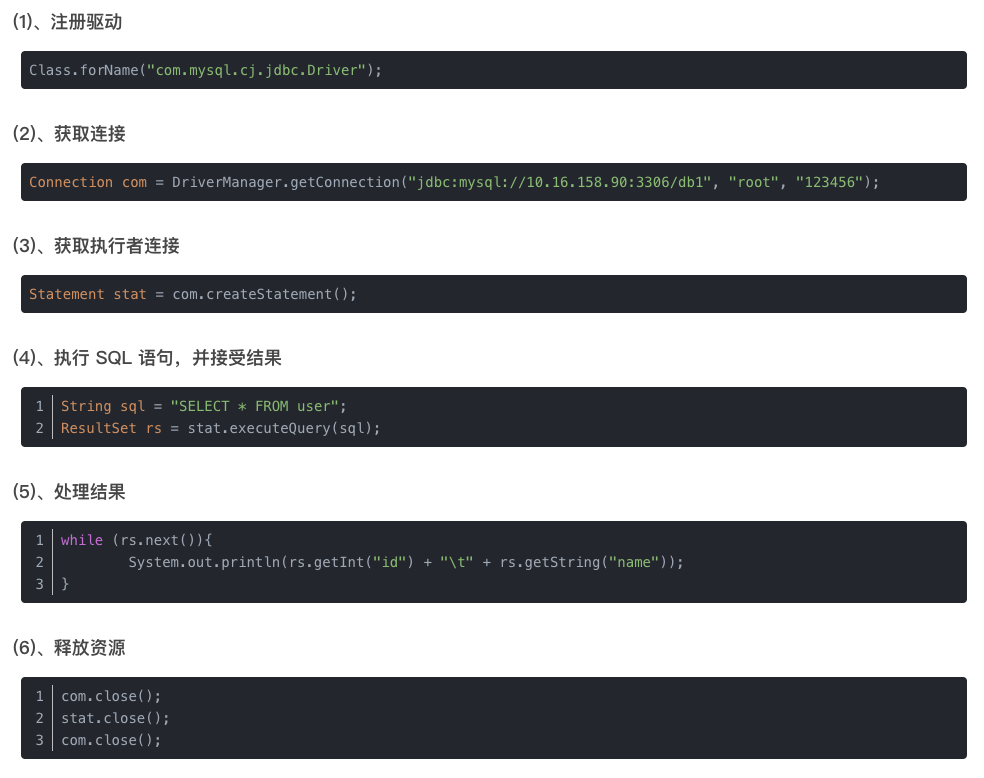 (1)、注册驱动
Class.forName("com.mysql.cj.jdbc.Driver");
(2)、获取连接
Connection com = DriverManager.getConnection("jdbc:mysql://10.16.158.90:3306/db1", "root", "123456");
(3)、获取执行者连接
Statement stat = com.createStatement();
(4)、执行 SQL 语句，并接受结果
1 String sql = "SELECT * FROM user";
2 ResultSet rs = stat.executeQuery(sql);
(5)、处理结果
1 while (rs.next()){
2         System.out.println(rs.getInt("id") + "\t" + rs.getString("name"));
3 }
(6)、释放资源
1 com.close();
2 stat.close();
3 com.close();